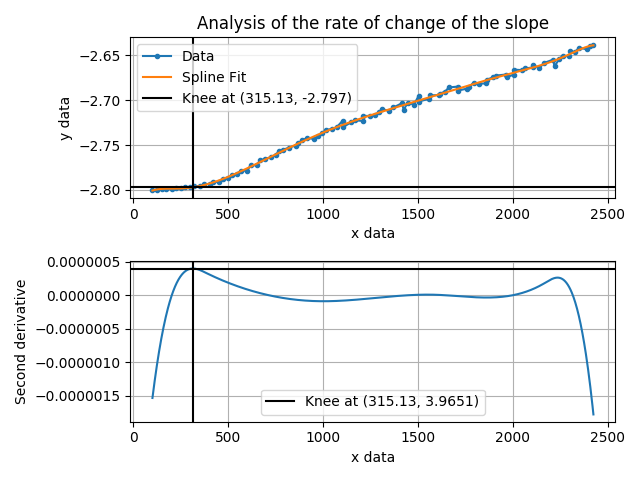 Analysis of the rate of change of the slope
y data
−2.65
−2.70
−2.75
−2.80
Data
Spline Fit
Knee at (315.13, -2.797)
0 500 1000 1500 2000 2500
x data
Second derivative
0.0000005
0.0000000
−0.0000005
−0.0000010
−0.0000015
Knee at (315.13, 3.9651)
0 500 1000 1500 2000 2500
x data